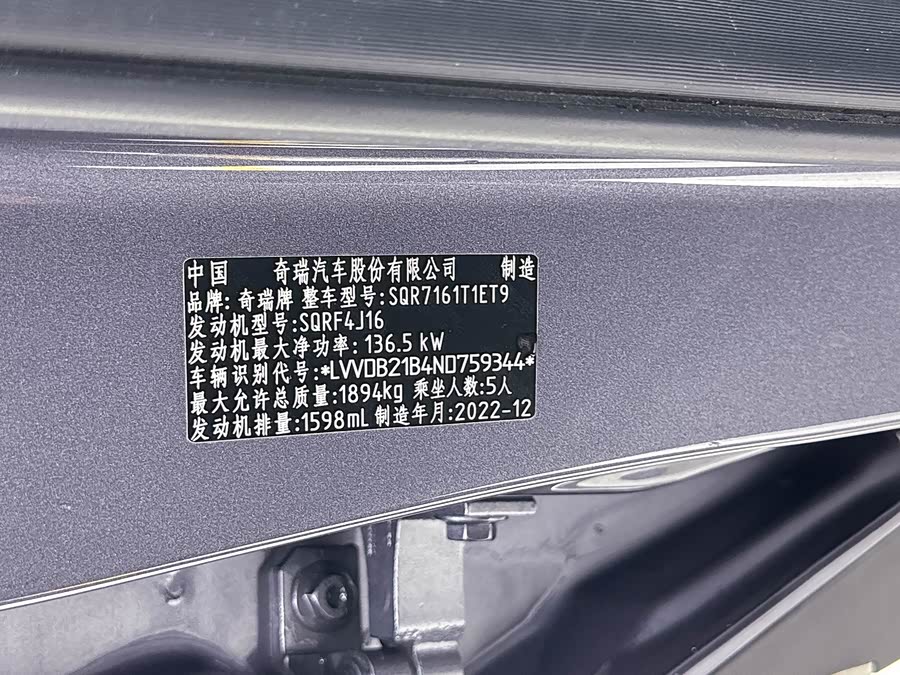 中国 奇瑞汽车股份有限公司 制造
品牌:奇瑞牌 整车型号:SQR7161T1ET9
发动机型号:SQRF4J16
发动机最大净功率:136.5 kW
车辆识别代号:*LVVDB21B4ND759344*
最大允许总质量:1894kg 乘坐人数:5人
发动机排量:1598mL 制造年月:2022-12